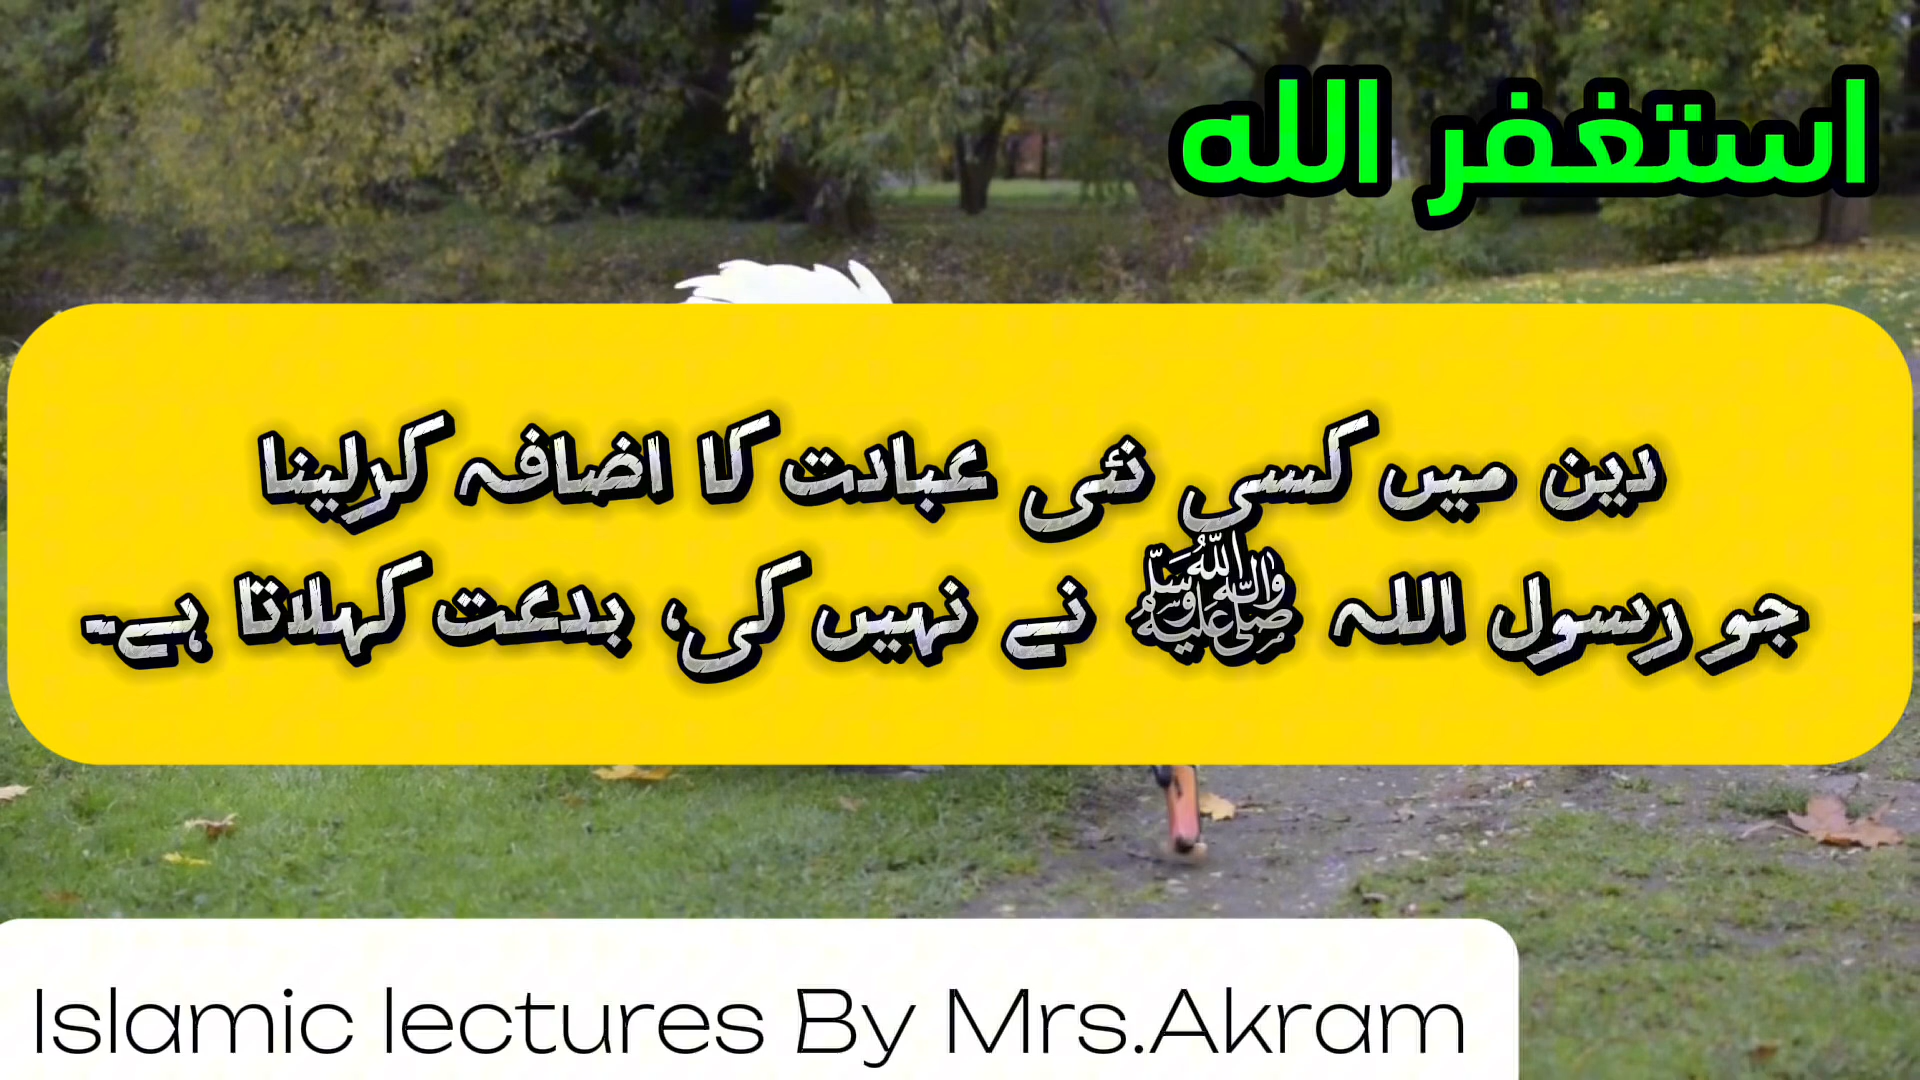 استغفر الله
دین میں کسی نئی عبادت کا اضافہ کرلینا
جو رسول اللہ ﷺ نے نہیں کی، بدعت کہلاتا ہے۔
Islamic lectures By Mrs.Akram